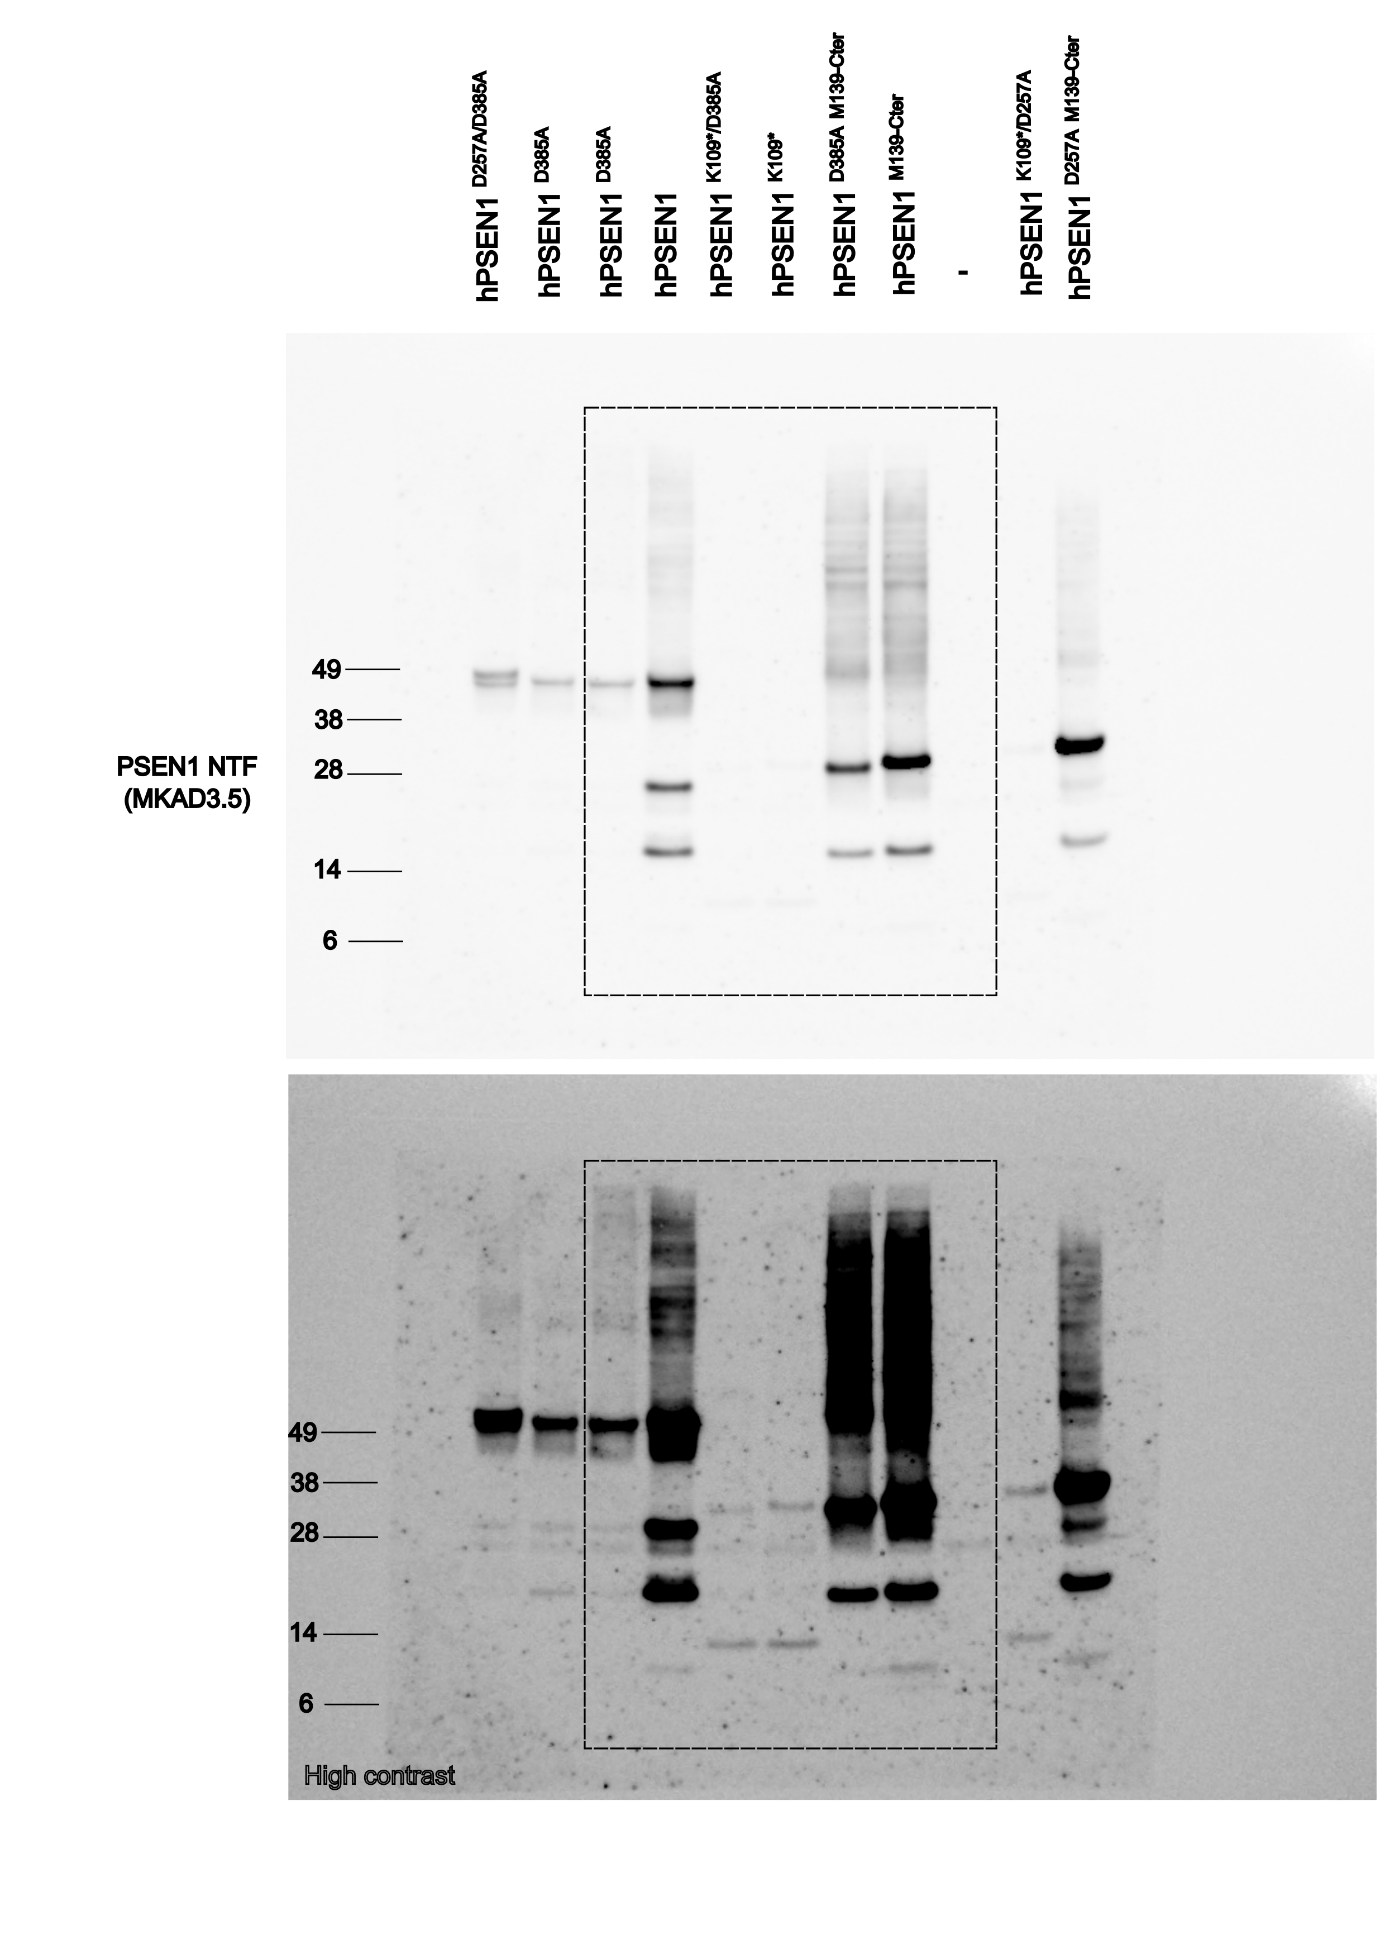 hPSEN1 D257A/D385A
hPSEN1 D385A
hPSEN1 D385A
hPSEN1
hPSEN1 K109*/D385A
hPSEN1 K109*
hPSEN1 D385A M139-Cter
hPSEN1 M139-Cter
-
hPSEN1 K109*/D257A
hPSEN1 D257A M139-Cter
49
38
28
14
6
PSEN1 NTF
(MKAD3.5)
49
38
28
14
6
High contrast